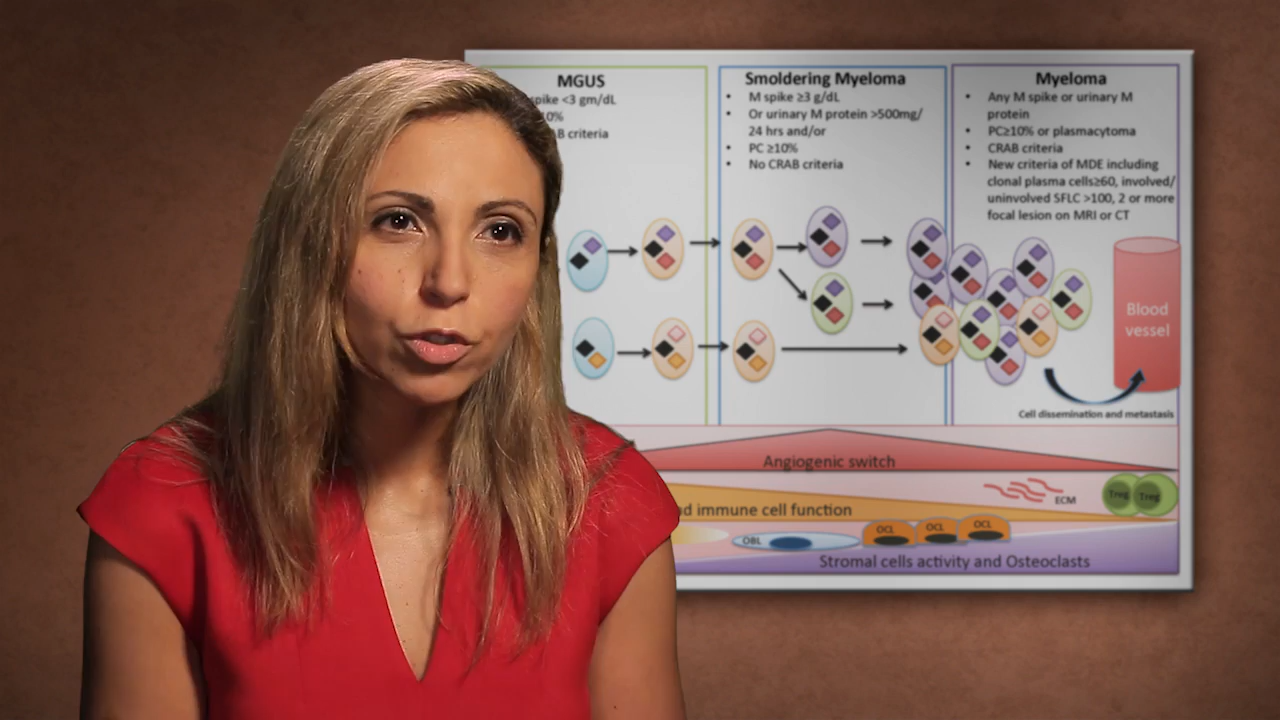 MGUS
spike <3 gm/dL
0%
B criteria
Smoldering Myeloma
• M spike ≥3 g/dL
• Or urinary M protein >500mg/
24 hrs and/or
• PC ≥10%
• No CRAB criteria
Myeloma
• Any M spike or urinary M
protein
• PC≥10% or plasmacytoma
• CRAB criteria
• New criteria of MDE including
clonal plasma cells≥60, involved/
uninvolved SFLC >100, 2 or more
focal lesion on MRI or CT
Blood
vessel
Cell dissemination and metastasis
Angiogenic switch
ECM
Treg Treg
d immune cell function
OBL
OCL OCL OCL
Stromal cells activity and Osteoclasts